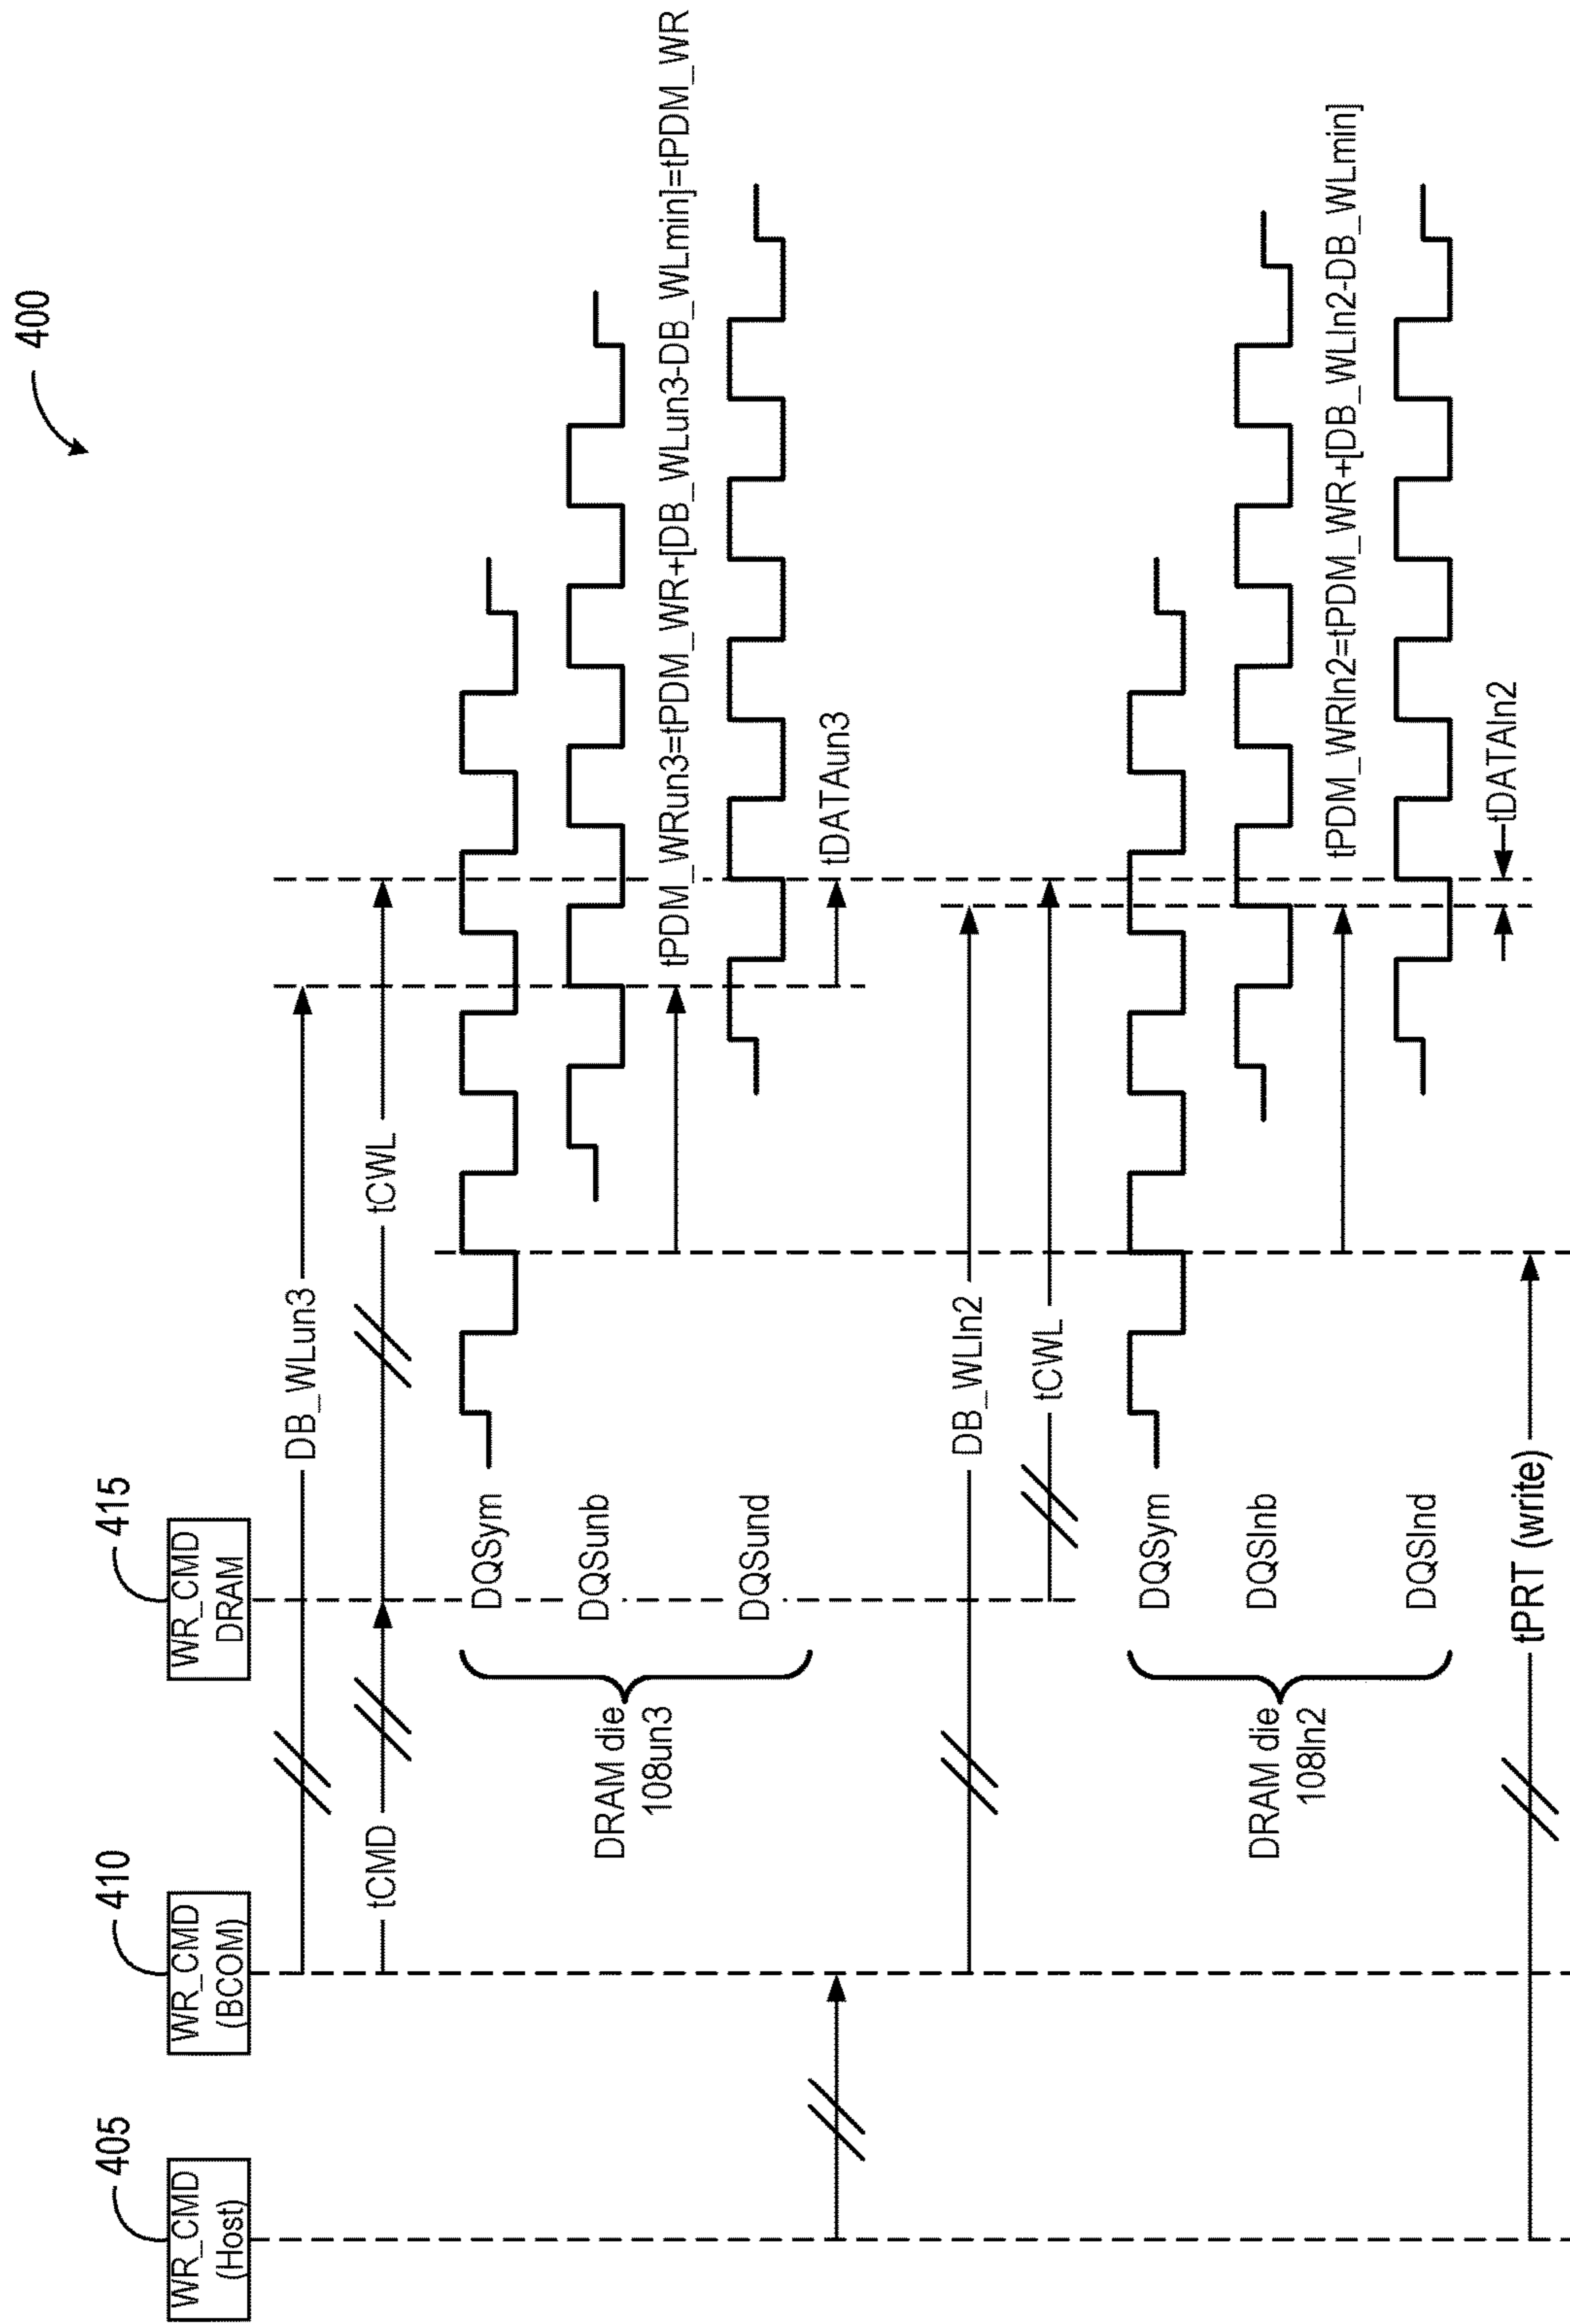 400
405
410
415
WR_CMD
(Host)
WR_CMD
(BCOM)
WR_CMD
DRAM
DB_WLun3
tCMD
tCWL
DRAM die
108un3
DQSym
DQSunb
tPDM_WRun3=tPDM_WR+[DB_WLun3-DB_WLmin]=tPDM_WR
DQSund
tDATAun3
DB_WLln2
tCWL
DRAM die
108ln2
DQSym
DQSlnb
tPDM_WRln2=tPDM_WR+[DB_WLln2-DB_WLmin]
DQSlnd
tDATAln2
tPRT (write)